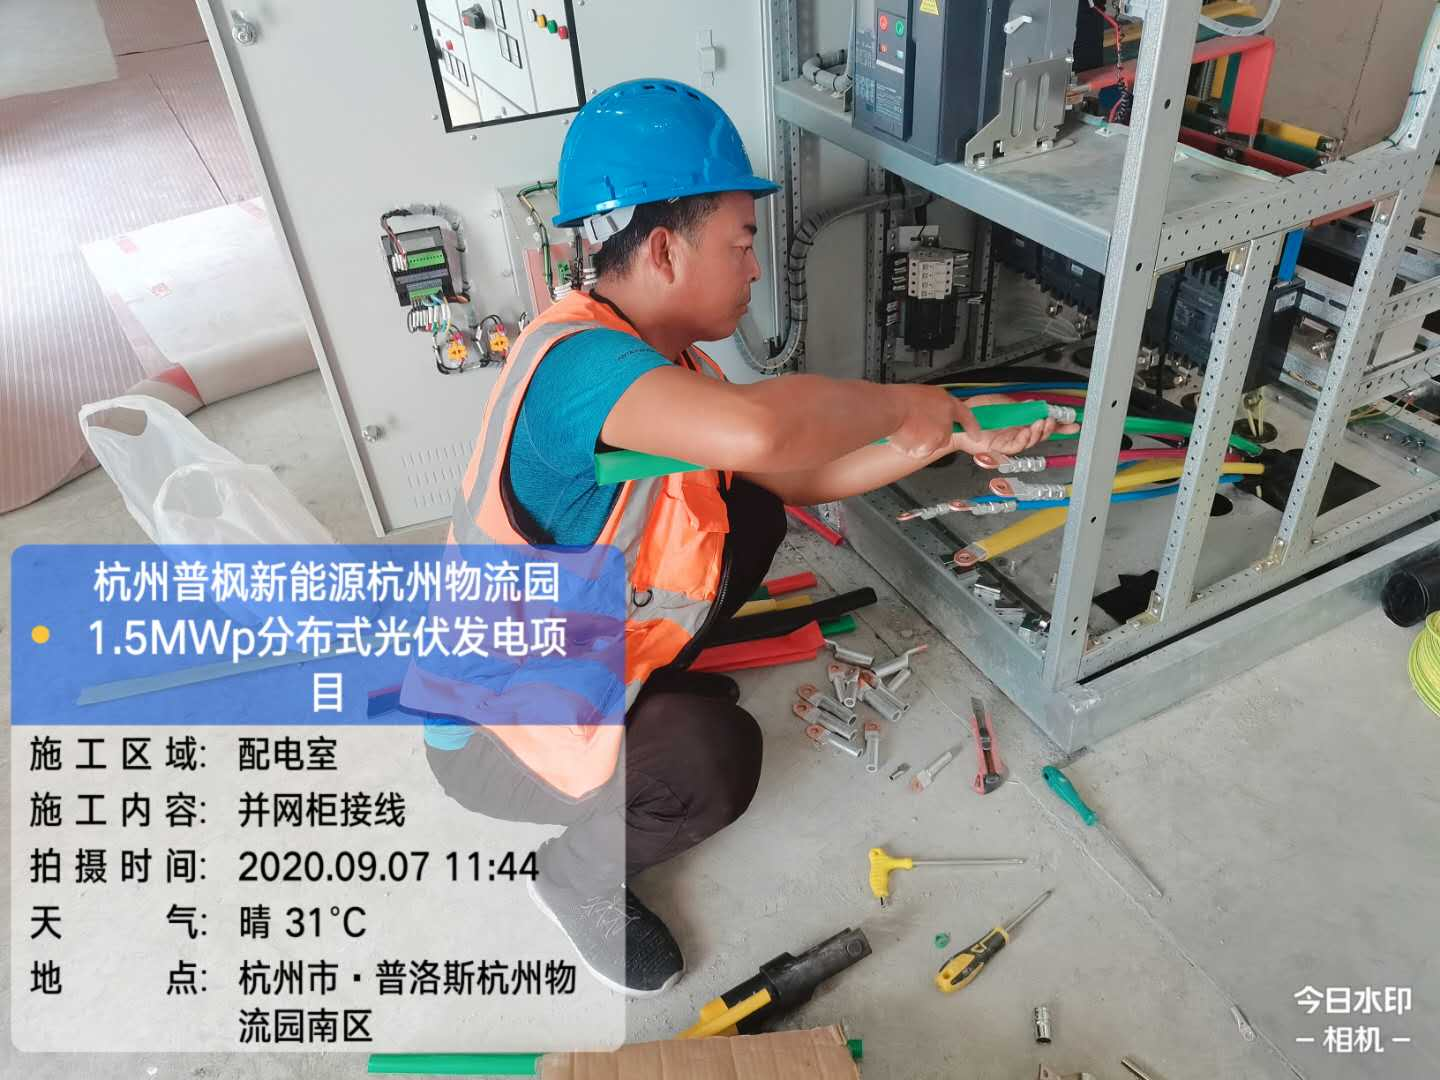 杭州普枫新能源杭州物流园
1.5MWp分布式光伏发电项
目
施工区域: 配电室
施工内容: 并网柜接线
拍摄时间: 2020.09.07 11:44
天气: 晴 31℃
地点: 杭州市·普洛斯杭州物
流园南区
今日水印
相机